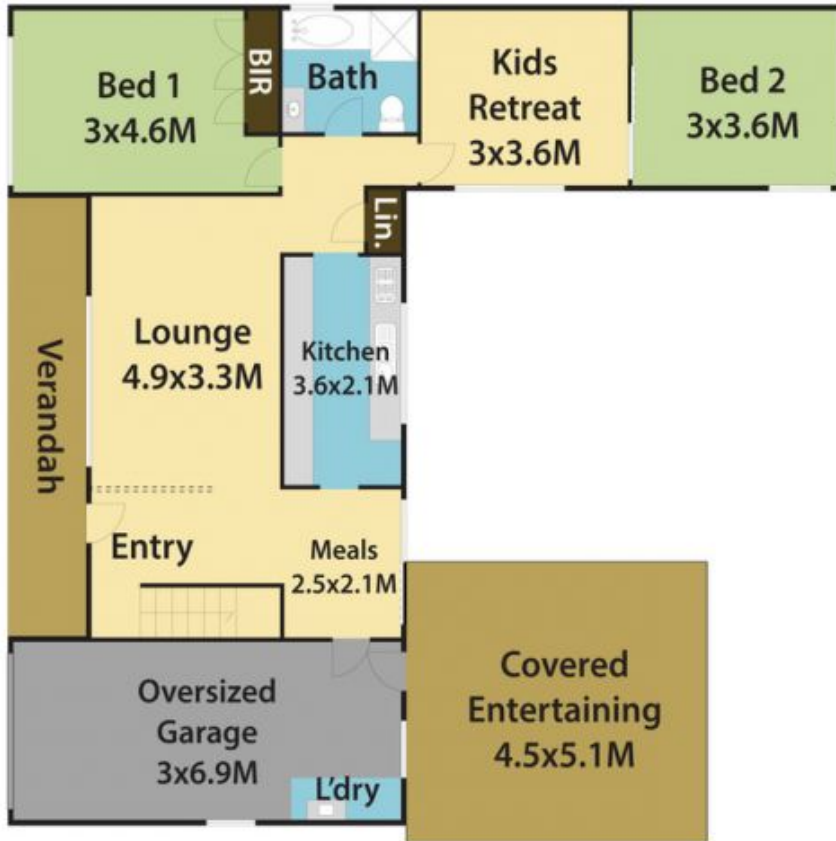 Bed 1
3x4.6M
BIR
Bath
Kids
Retreat
3x3.6M
Bed 2
3x3.6M
Lin.
Verandah
Lounge
4.9x3.3M
Kitchen
3.6x2.1M
Entry
Meals
2.5x2.1M
Oversized
Garage
3x6.9M
L'dry
Covered
Entertaining
4.5x5.1M